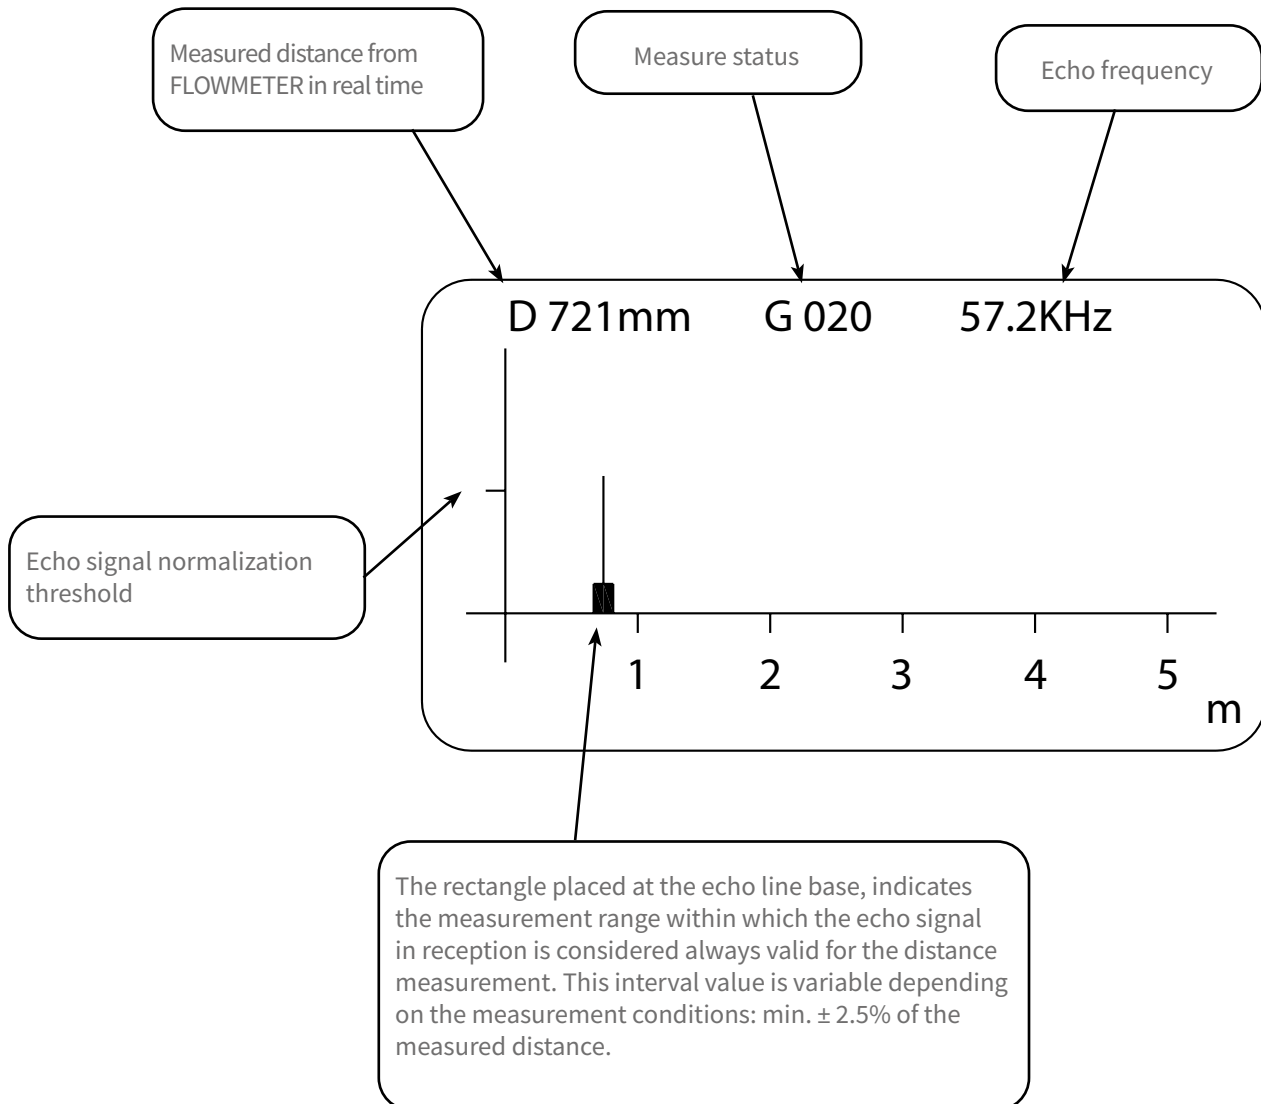 Measured distance from
FLOWMETER in real time
Measure status
Echo frequency
D 721mm G 020 57.2KHz
Echo signal normalization
threshold
1 2 3 4 5
m
The rectangle placed at the echo line base, indicates
the measurement range within which the echo signal
in reception is considered always valid for the distance
measurement. This interval value is variable depending
on the measurement conditions: min. ± 2.5% of the
measured distance.